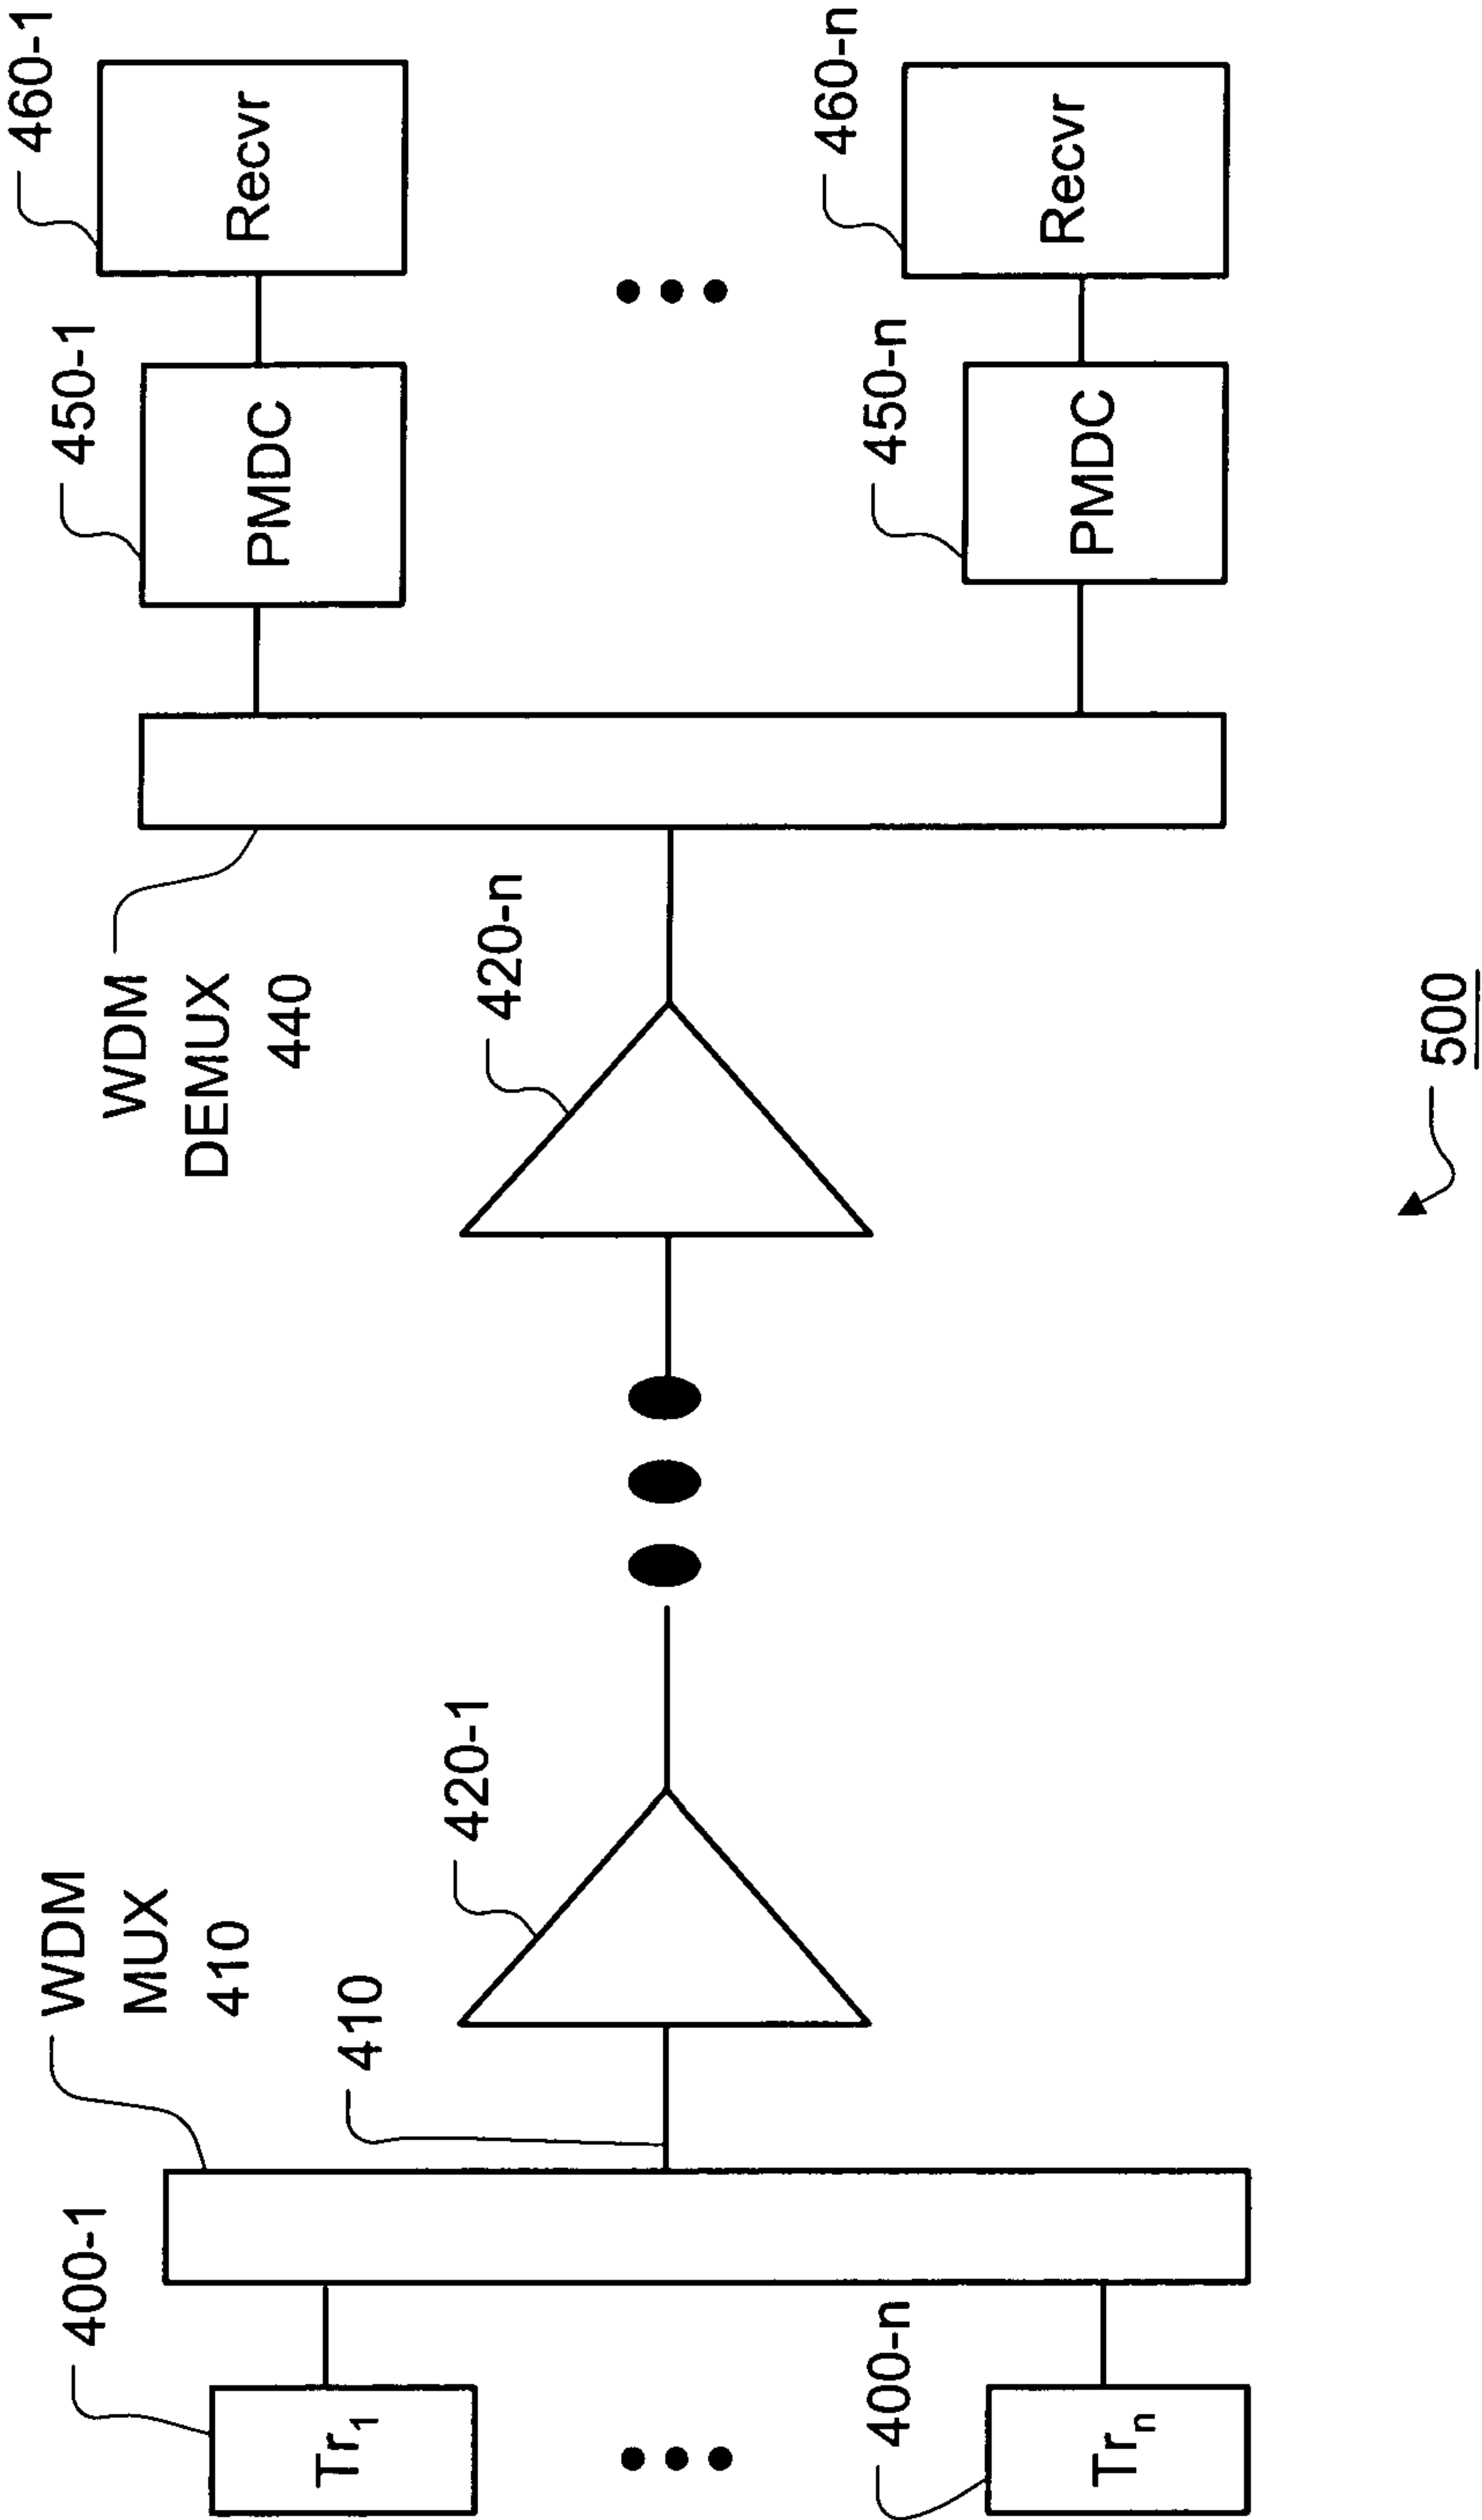 400-1
Tr1
400-n
Trn
WDM
MUX
410
410
420-1
420-n
WDM
DEMUX
440
450-1
PMDC
450-n
PMDC
460-1
Recvr
460-n
Recvr
500